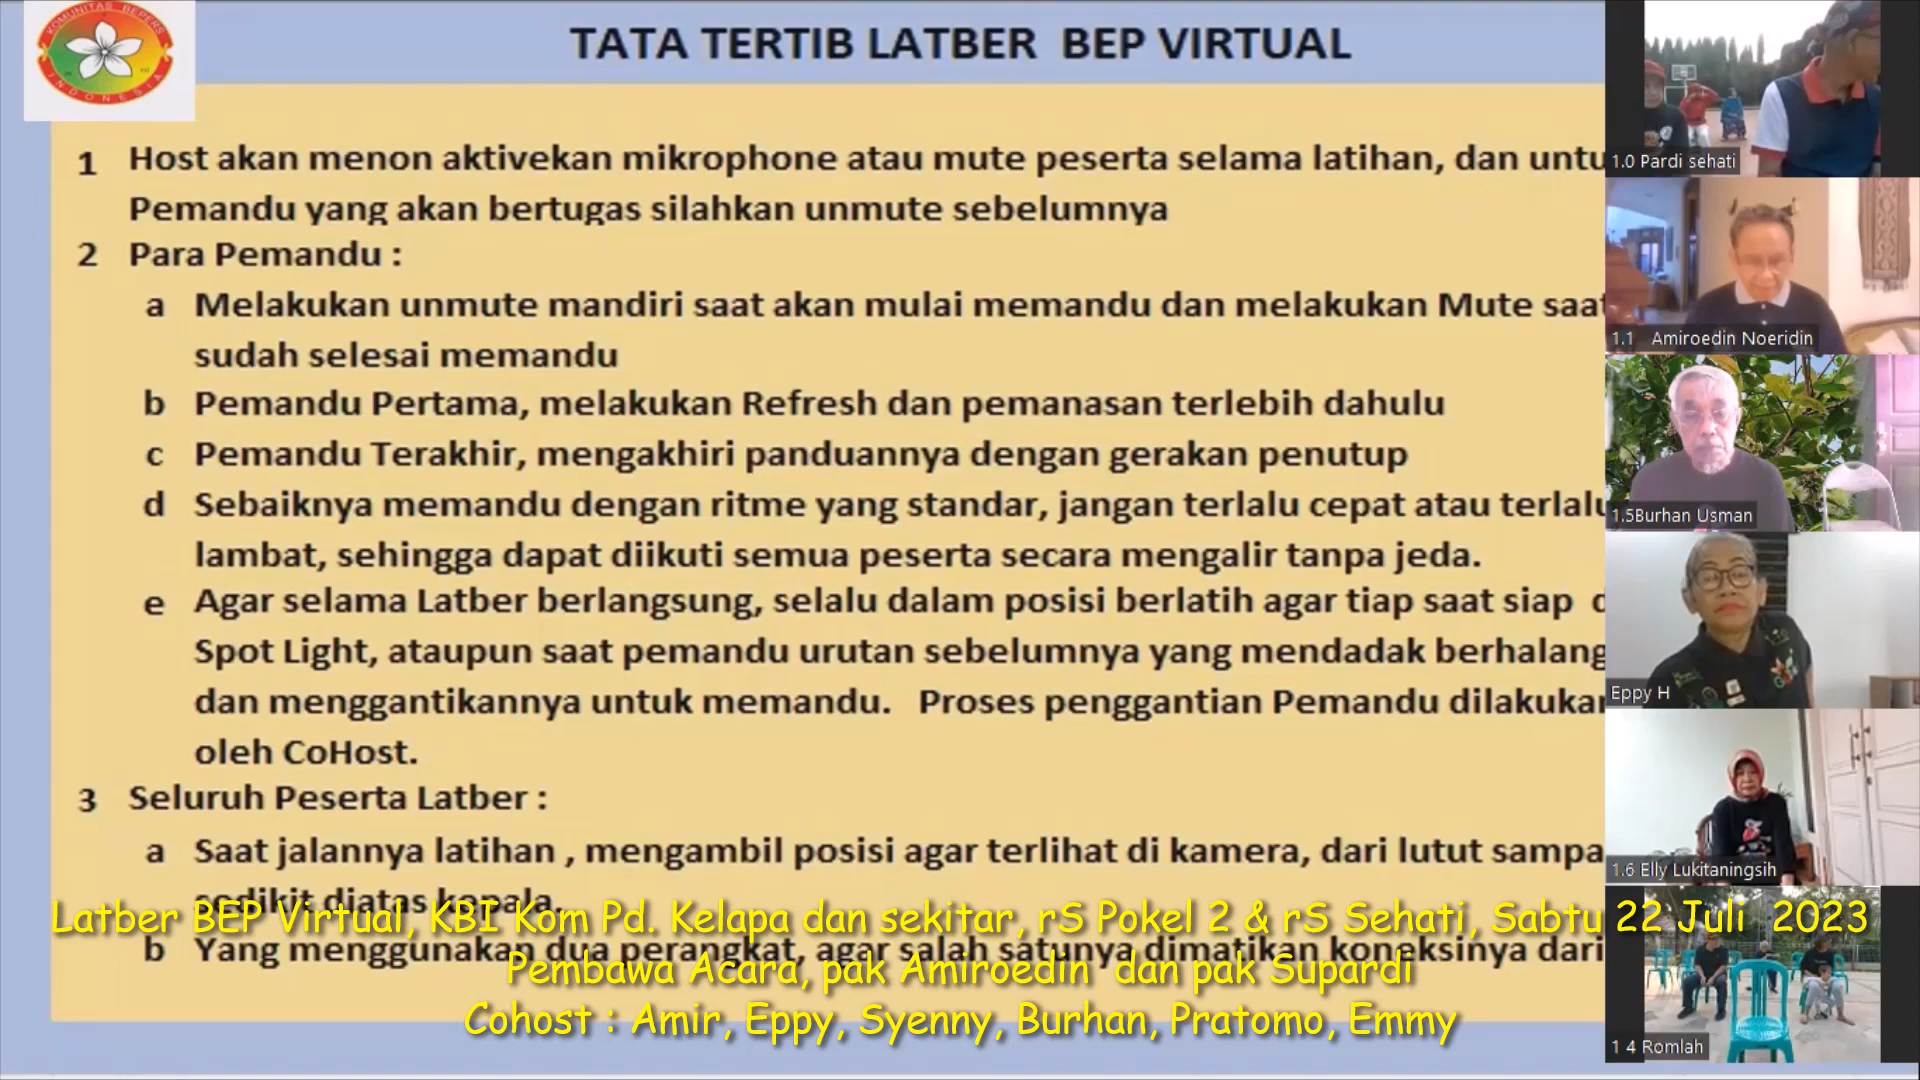 KOMUNITAS BEPERS
INDONESIA
TATA TERTIB LATBER BEP VIRTUAL
1 Host akan menon aktivekan mikrophone atau mute peserta selama latihan, dan
Pemandu yang akan bertugas silahkan unmute sebelumnya
2 Para Pemandu :
a Melakukan unmute mandiri saat akan mulai memandu dan melakukan Mute saat
sudah selesai memandu
b Pemandu Pertama, melakukan Refresh dan pemanasan terlebih dahulu
c Pemandu Terakhir, mengakhiri panduannya dengan gerakan penutup
d Sebaiknya memandu dengan ritme yang standar, jangan terlalu cepat atau terlalu
lambat, sehingga dapat diikuti semua peserta secara mengalir tanpa jeda.
e Agar selama Latber berlangsung, selalu dalam posisi berlatih agar tiap saat siap
Spot Light, ataupun saat pemandu urutan sebelumnya yang mendadak berhalang
dan menggantikannya untuk memandu. Proses penggantian Pemandu dilakukan
oleh CoHost.
3 Seluruh Peserta Latber :
a Saat jalannya latihan , mengambil posisi agar terlihat di kamera, dari lutut sampa
sedikit diatas kepala.
b Yang menggunakan dua perangkat, agar salah satunya dimatikan koneksinya dari
Latber BEP Virtual, KBI Kom Pd. Kelapa dan sekitar, rS Pokel 2 & rS Sehati, Sabtu 22 Juli 2023
Pembawa Acara, pak Amiroedin dan pak Supardi
Cohost : Amir, Eppy, Syenny, Burhan, Pratomo, Emmy
1.0 Pardi sehati
1.1 Amiroedin Noeridin
1.5Burhan Usman
Eppy H
1.6 Elly Lukitaningsih
1 4 Romlah